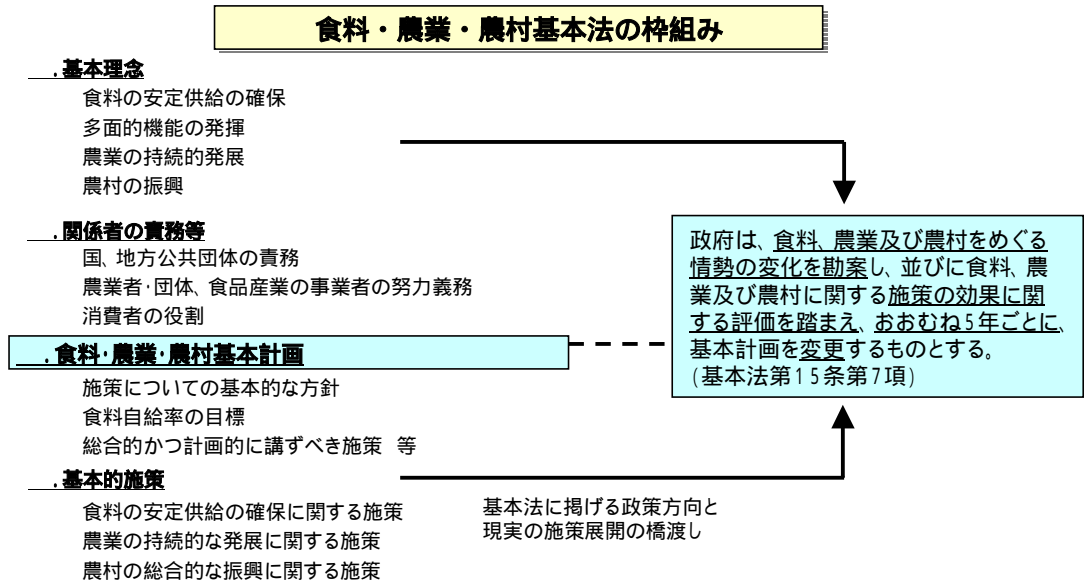 食料・農業・農村基本法の枠組み
.基本理念
食料の安定供給の確保
多面的機能の発揮
農業の持続的発展
農村の振興
.関係者の責務等
国、地方公共団体の責務
農業者・団体、食品産業の事業者の努力義務
消費者の役割
.食料・農業・農村基本計画
施策についての基本的な方針
食料自給率の目標
総合的かつ計画的に講ずべき施策 等
.基本的施策
食料の安定供給の確保に関する施策
農業の持続的な発展に関する施策
農村の総合的な振興に関する施策
政府は、食料、農業及び農村をめぐる
情勢の変化を勘案し、並びに食料、農
業及び農村に関する施策の効果に関
する評価を踏まえ、おおむね5年ごとに、
基本計画を変更するものとする。
(基本法第15条第7項)
基本法に掲げる政策方向と
現実の施策展開の橋渡し